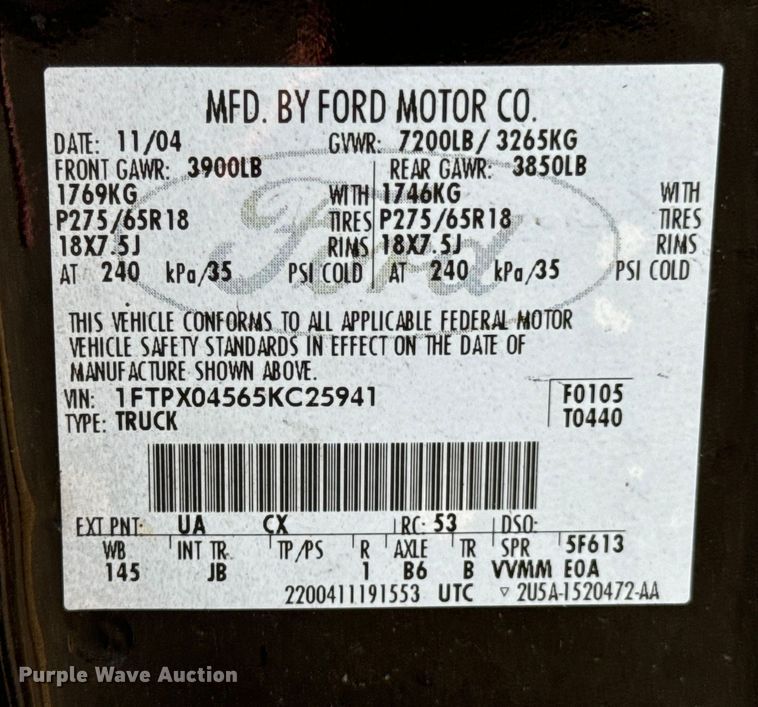 MFD. BY FORD MOTOR CO.
DATE: 11/04 GVWR: 7200LB/ 3265KG
FRONT GAWR: 3900LB REAR GAWR: 3850LB
1769KG WITH 1746KG WITH
P275/65R18 TIRES P275/65R18 TIRES
18X7.5J RIMS 18X7.5J RIMS
AT 240 kPa/35 PSI COLD AT 240 kPa/35 PSI COLD
Ford
THIS VEHICLE CONFORMS TO ALL APPLICABLE FEDERAL MOTOR
VEHICLE SAFETY STANDARDS IN EFFECT ON THE DATE OF
MANUFACTURE SHOWN ABOVE.
VIN: 1FTPX04565KC25941 F0105
TYPE: TRUCK T0440
EXT PNT: UA CX RC: 53 DSO:
WB INT TR TP/PS R AXLE TR SPR 5F613
145 JB 1 B6 B VVMM EOA
2200411191553 UTC ▽ 2U5A-1520472-AA
Purple Wave Auction